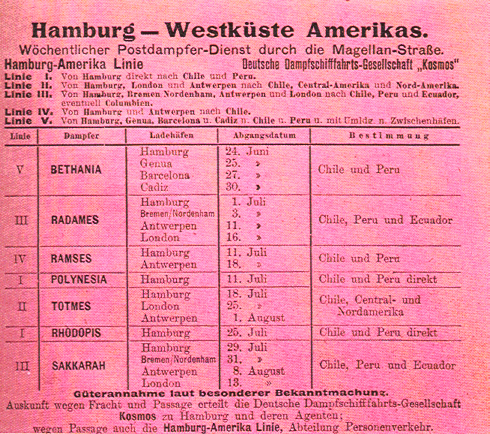 Hamburg — Westküste Amerikas.
Wöchentlicher Postdampfer-Dienst durch die Magellan-Straße.
Hamburg-Amerika Linie Deutsche Dampfschifffahrts-Gesellschaft „Kosmos"
Linie I. Von Hamburg direkt nach Chile und Peru.
Linie II. Von Hamburg, London und Antwerpen nach Chile, Central-Amerika und Nord-Amerika.
Linie III. Von Hamburg, Bremen Nordenham, Antwerpen und London nach Chile, Peru und Ecuador,
eventuell Columbien.
Linie IV. Von Hamburg und Antwerpen nach Chile.
Linie V. Von Hamburg, Genua, Barcelona u. Cadiz n. Chile u. Peru u. mit Umldg. n. Zwischenhäfen.
Linie Dampfer Ladehäfen Abgangsdatum Bestimmung
V BETHANIA Hamburg 24. Juni Chile und Peru
Genua 25. »
Barcelona 27. »
Cadiz 30. »
III RADAMES Hamburg 1. Juli Chile, Peru und Ecuador
Bremen/Nordenham 3. »
Antwerpen 11. »
London 16. »
IV RAMSES Hamburg 11. Juli Chile und Peru
Antwerpen 18. »
I POLYNESIA Hamburg 11. Juli Chile und Peru direkt
II TOTMES Hamburg 18. Juli Chile, Central- und Nordamerika
London 25. »
Antwerpen 1. August
I RHODOPIS Hamburg 25. Juli Chile und Peru direkt
III SAKKARAH Hamburg 29. Juli Chile, Peru und Ecuador
Bremen/Nordenham 31. »
Antwerpen 8. August
London 13. »
Güterannahme laut besonderer Bekanntmachung.
Auskunft wegen Fracht und Passage erteilt die Deutsche Dampfschifffahrts-Gesellschaft
Kosmos zu Hamburg und deren Agenten;
wegen Passage auch die Hamburg-Amerika Linie, Abteilung Personenverkehr.